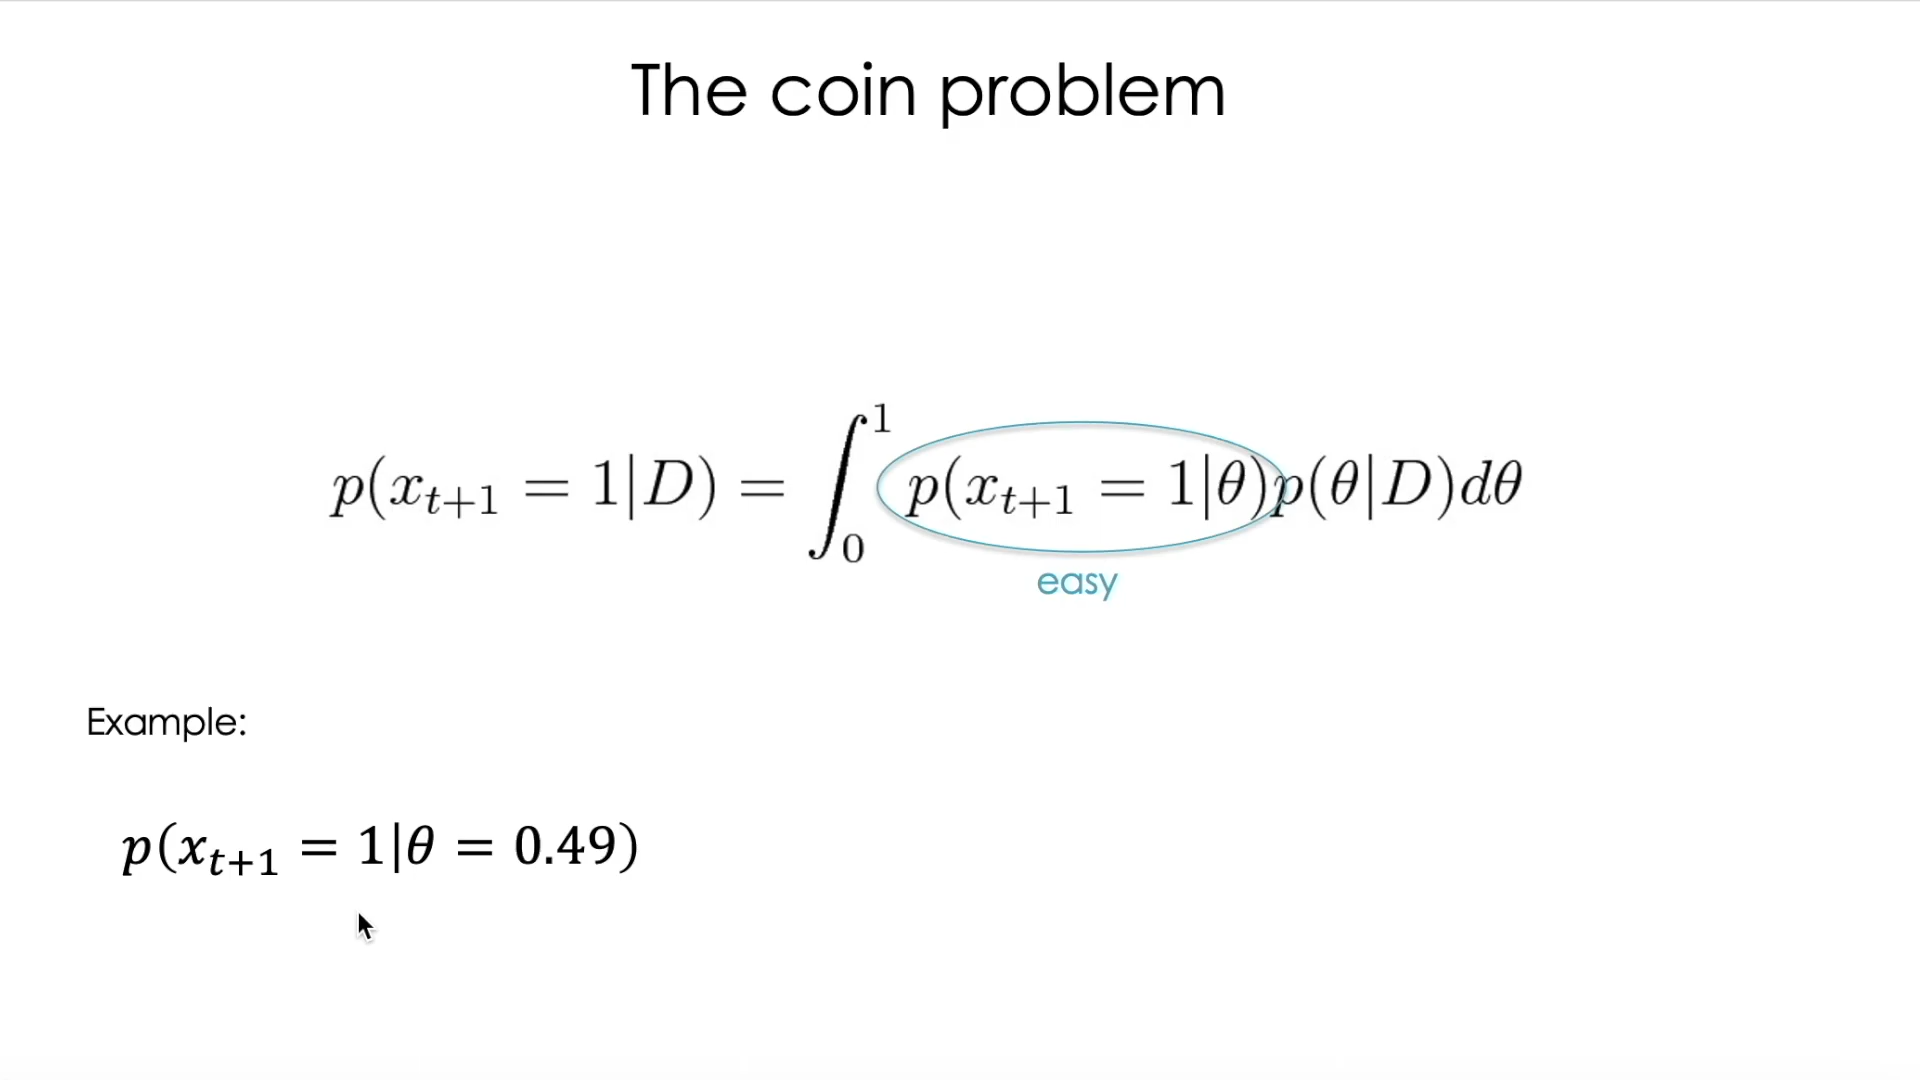 The coin problem
p(x_{t+1} = 1|D) = ∫_0^1 p(x_{t+1} = 1|θ)p(θ|D)dθ
easy
Example:
p(x_{t+1} = 1|θ = 0.49)